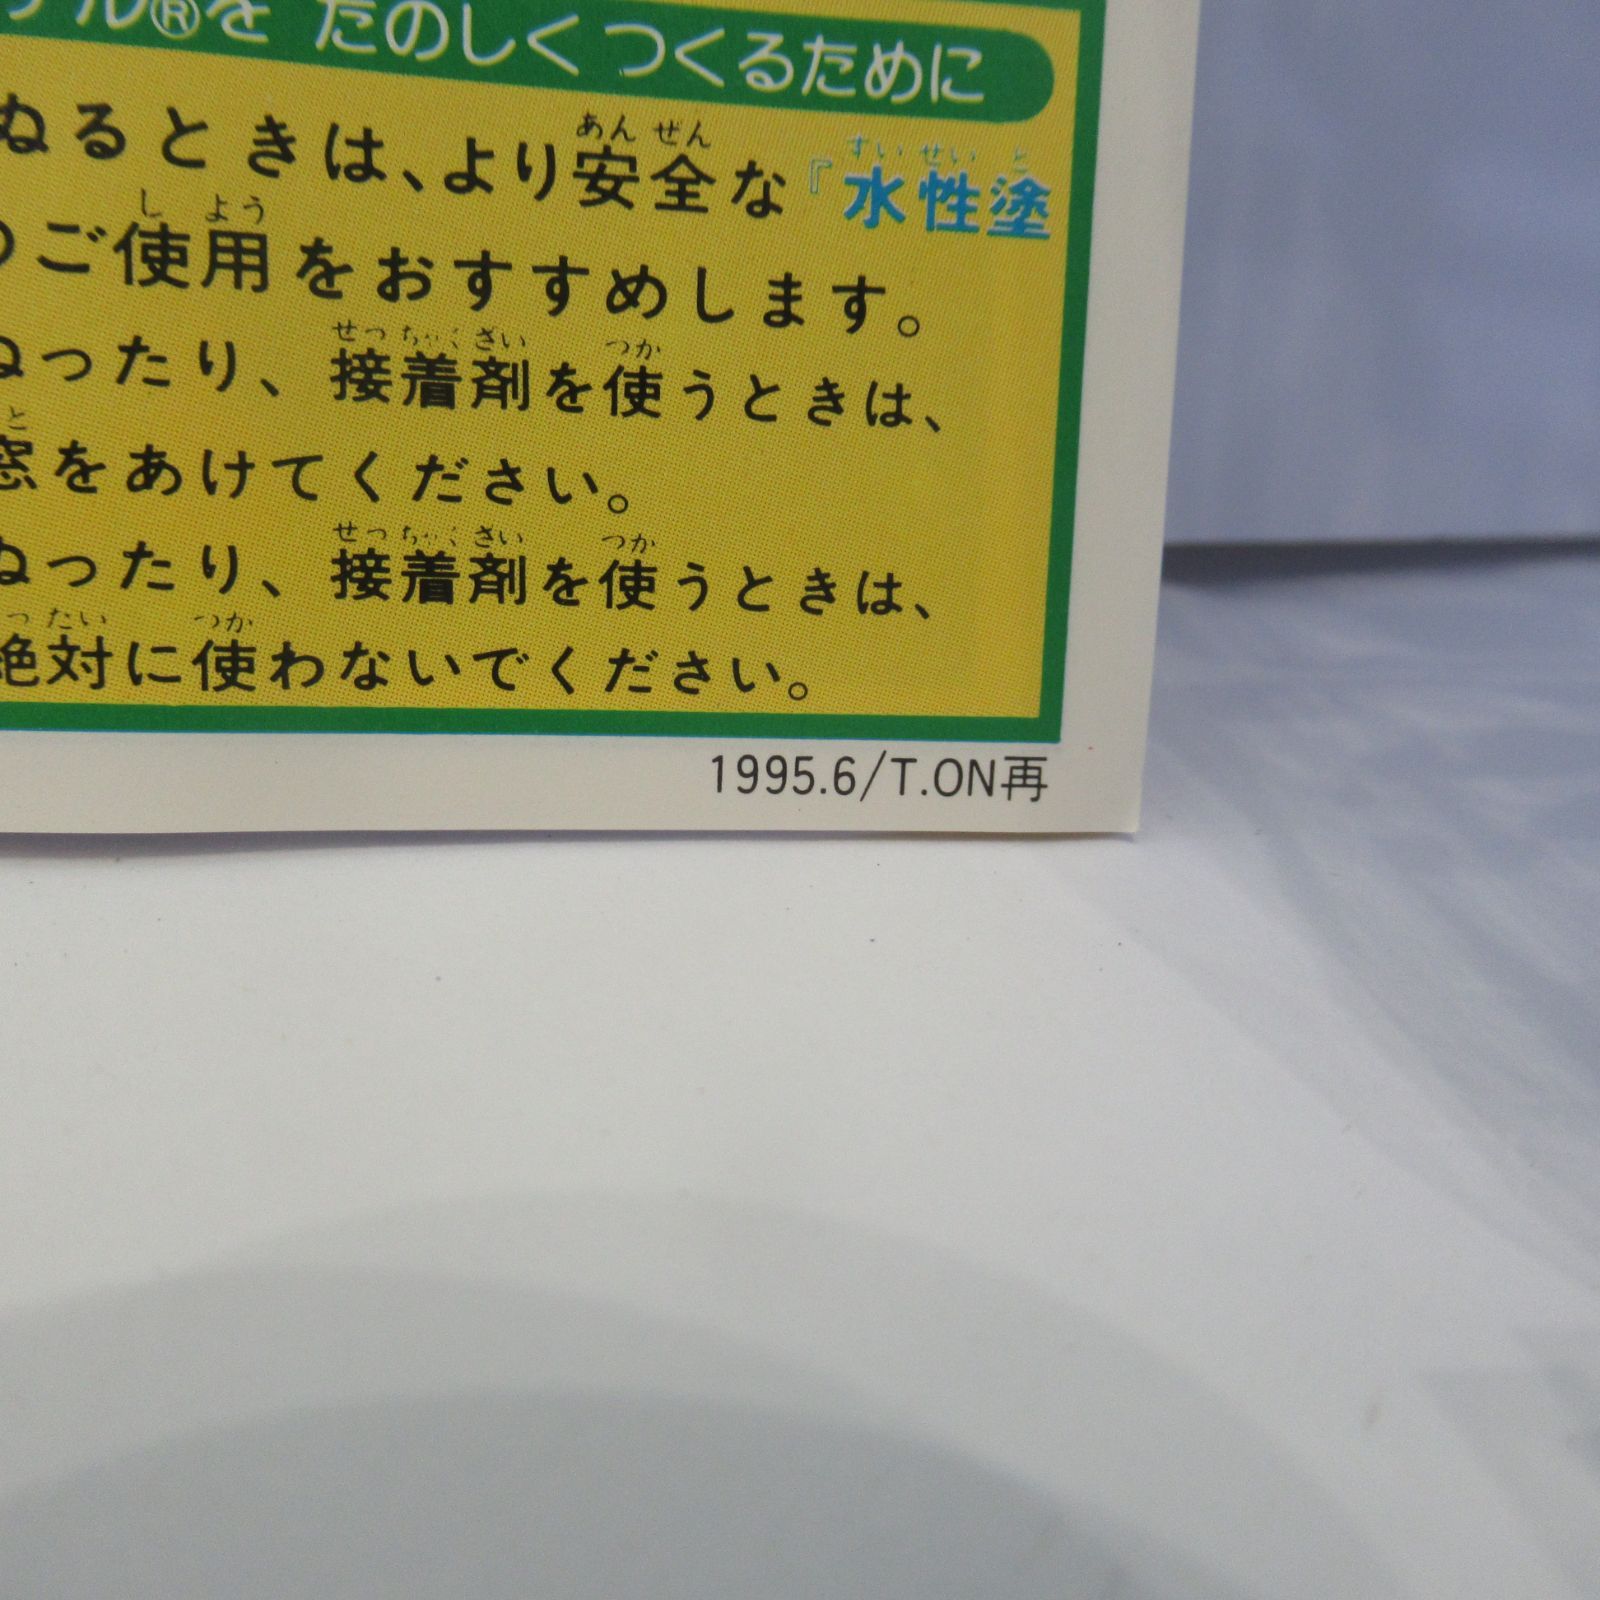 ル®を たのしくつくるために
ぬるときは、より安全な『水性塗
ご使用をおすすめします。
ったり、接着剤を使うときは、
窓をあけてください。
ったり、接着剤を使うときは、
絶対に使わないでください。
1995.6/T.ON再